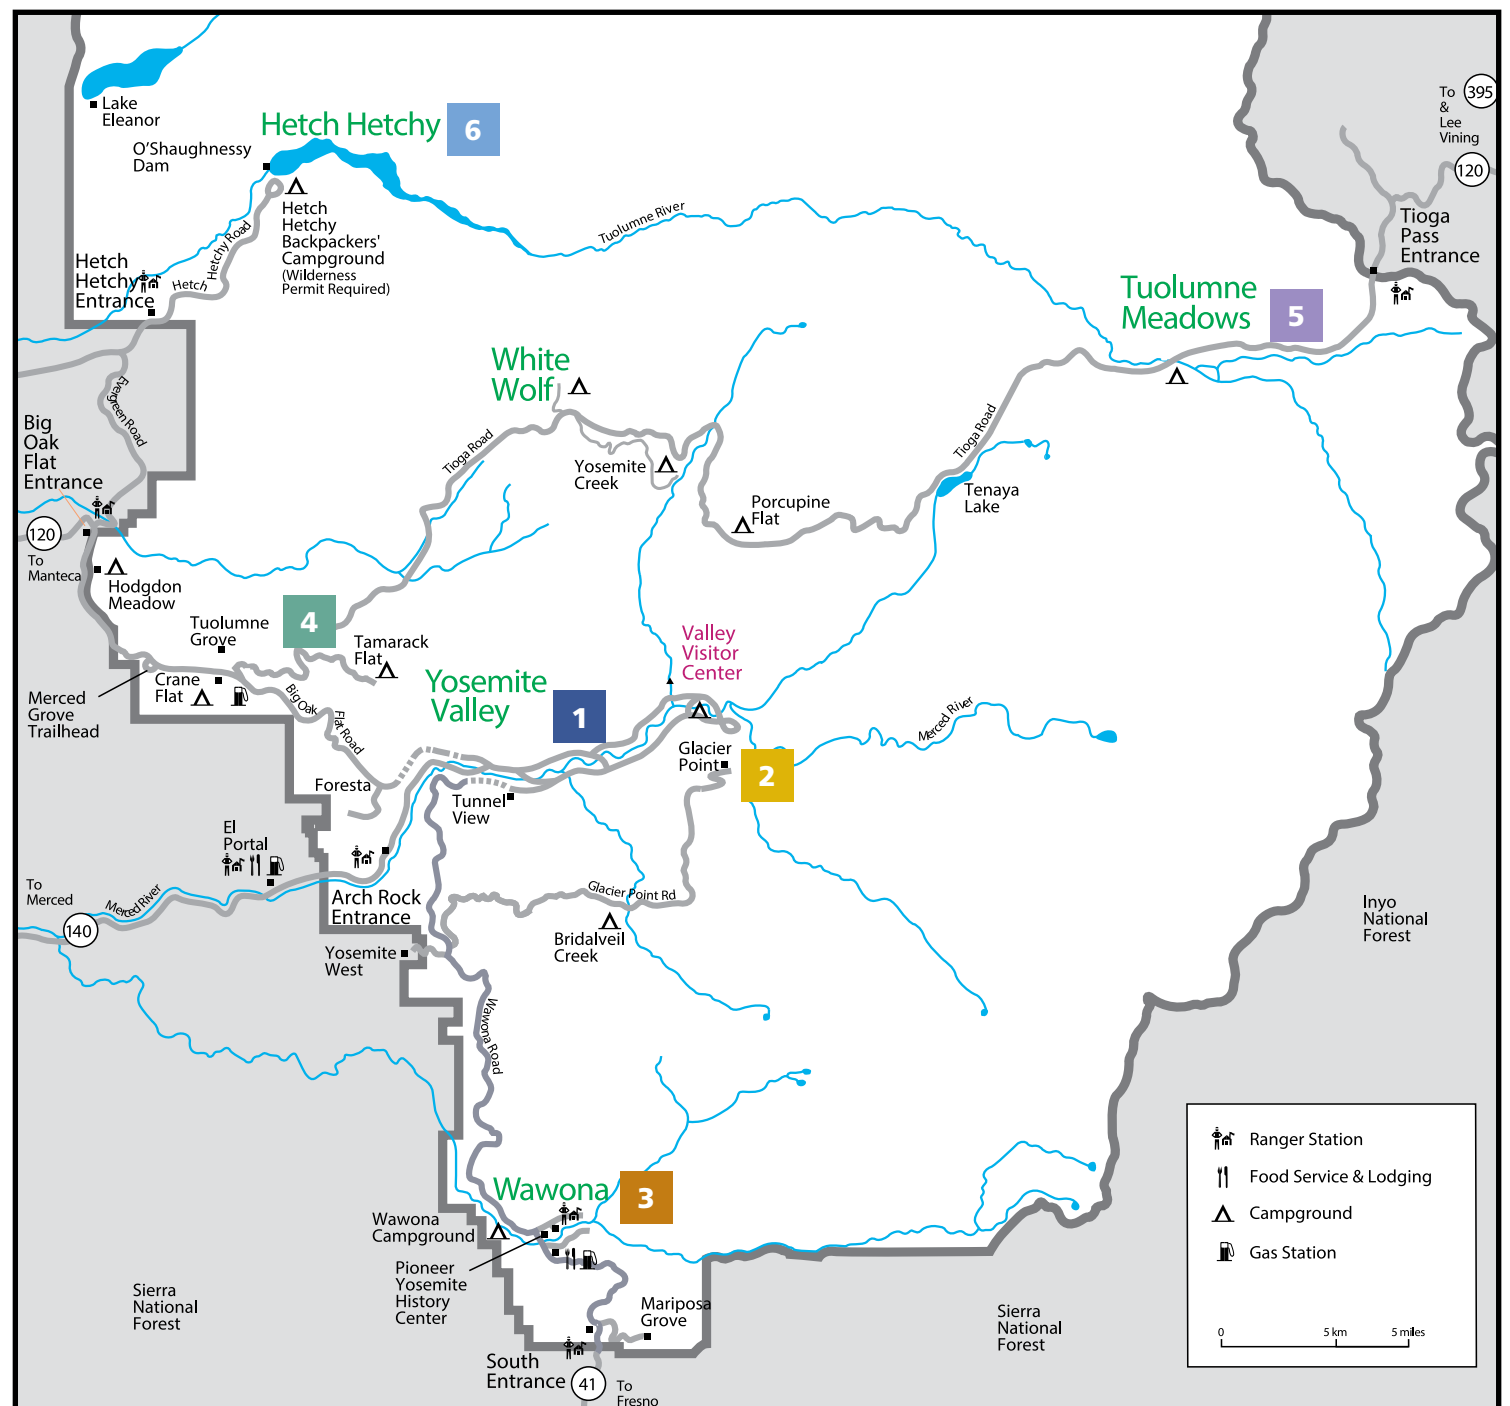 Lake
Eleanor
Hetch Hetchy
6
O'Shaughnessy
Dam
Hetch
Hetchy
Backpackers'
Campground
(Wilderness
Permit Required)
Hetch
Hetchy
Entrance
Hetch
Hetchy Road
Tuolumne River
To
&
Lee
Vining
395
120
Tioga
Pass
Entrance
Tuolumne
Meadows
5
White
Wolf
Evergreen Road
Big
Oak
Flat
Entrance
120
To
Manteca
Hodgdon
Meadow
Tioga Road
Yosemite
Creek
Porcupine
Flat
Tioga Road
Tenaya
Lake
4
Tuolumne
Grove
Tamarack
Flat
Crane
Flat
Merced
Grove
Trailhead
Big Oak
Flat Road
Yosemite
Valley
1
Valley
Visitor
Center
Merced River
Glacier
Point
2
Foresta
Tunnel
View
El
Portal
To
Merced
Merced River
140
Arch Rock
Entrance
Glacier Point Rd
Bridalveil
Creek
Yosemite
West
Inyo
National
Forest
Wawona Road
Wawona
3
Wawona
Campground
Pioneer
Yosemite
History
Center
Mariposa
Grove
South
Entrance
41
To
Fresno
Sierra
National
Forest
Sierra
National
Forest
Ranger Station
Food Service & Lodging
Campground
Gas Station
0
5 km
5 miles